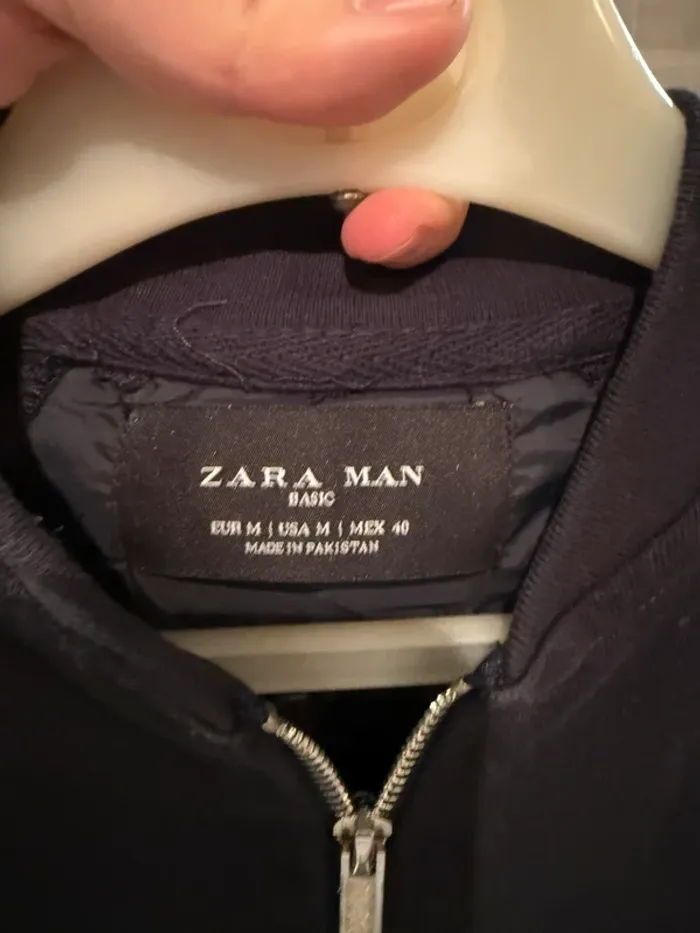 ZARA MAN
BASIC
EUR M | USA M | MEX 40
MADE IN PAKISTAN